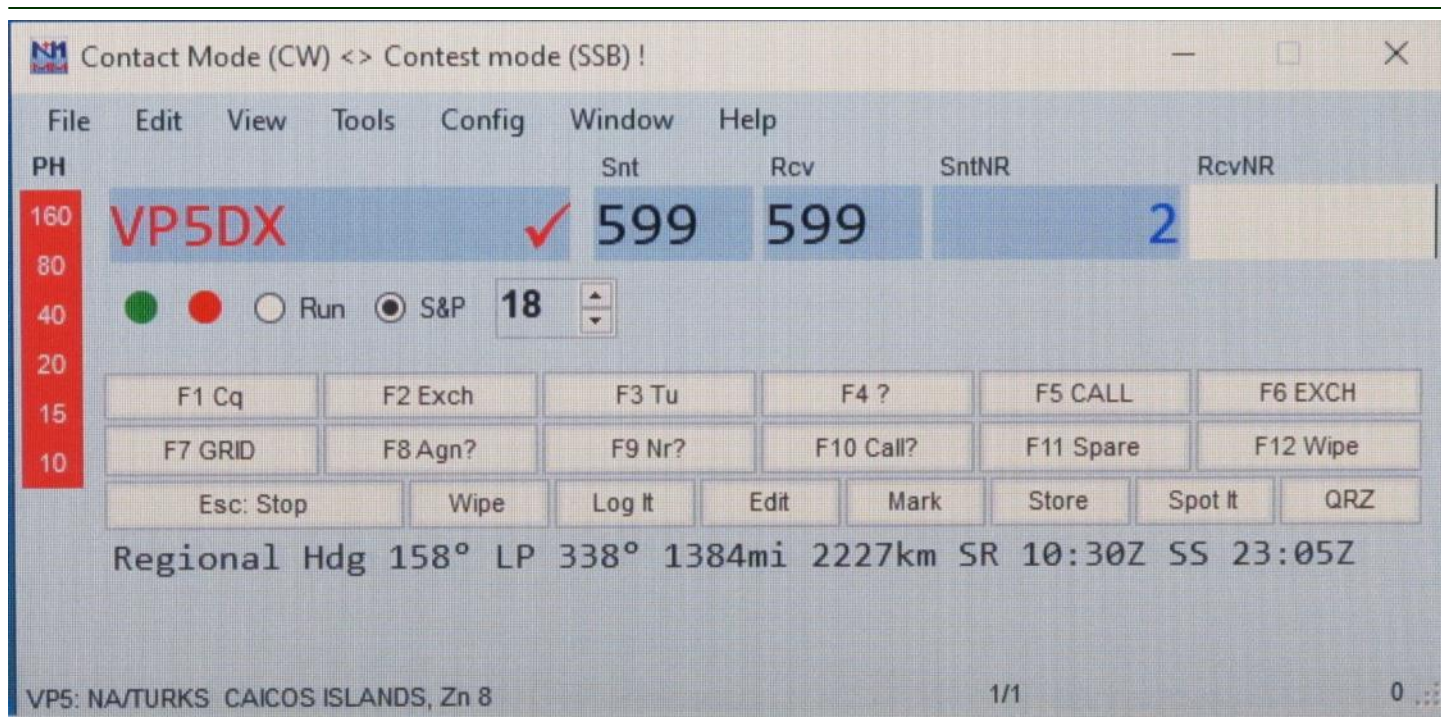 Contact Mode (CW) <> Contest mode (SSB) !
File Edit View Tools Config Window Help
PH Snt Rcv SntNR RcvNR
160 VP5DX ✓ 599 599 2
80
40 Run S&P 18
20
F1 Cq F2 Exch F3 Tu F4 ? F5 CALL F6 EXCH
15
F7 GRID F8 Agn? F9 Nr? F10 Call? F11 Spare F12 Wipe
10
Esc: Stop Wipe Log It Edit Mark Store Spot It QRZ
Regional Hdg 158° LP 338° 1384mi 2227km SR 10:30Z SS 23:05Z
VP5: NA/TURKS CAICOS ISLANDS, Zn 8 1/1 0